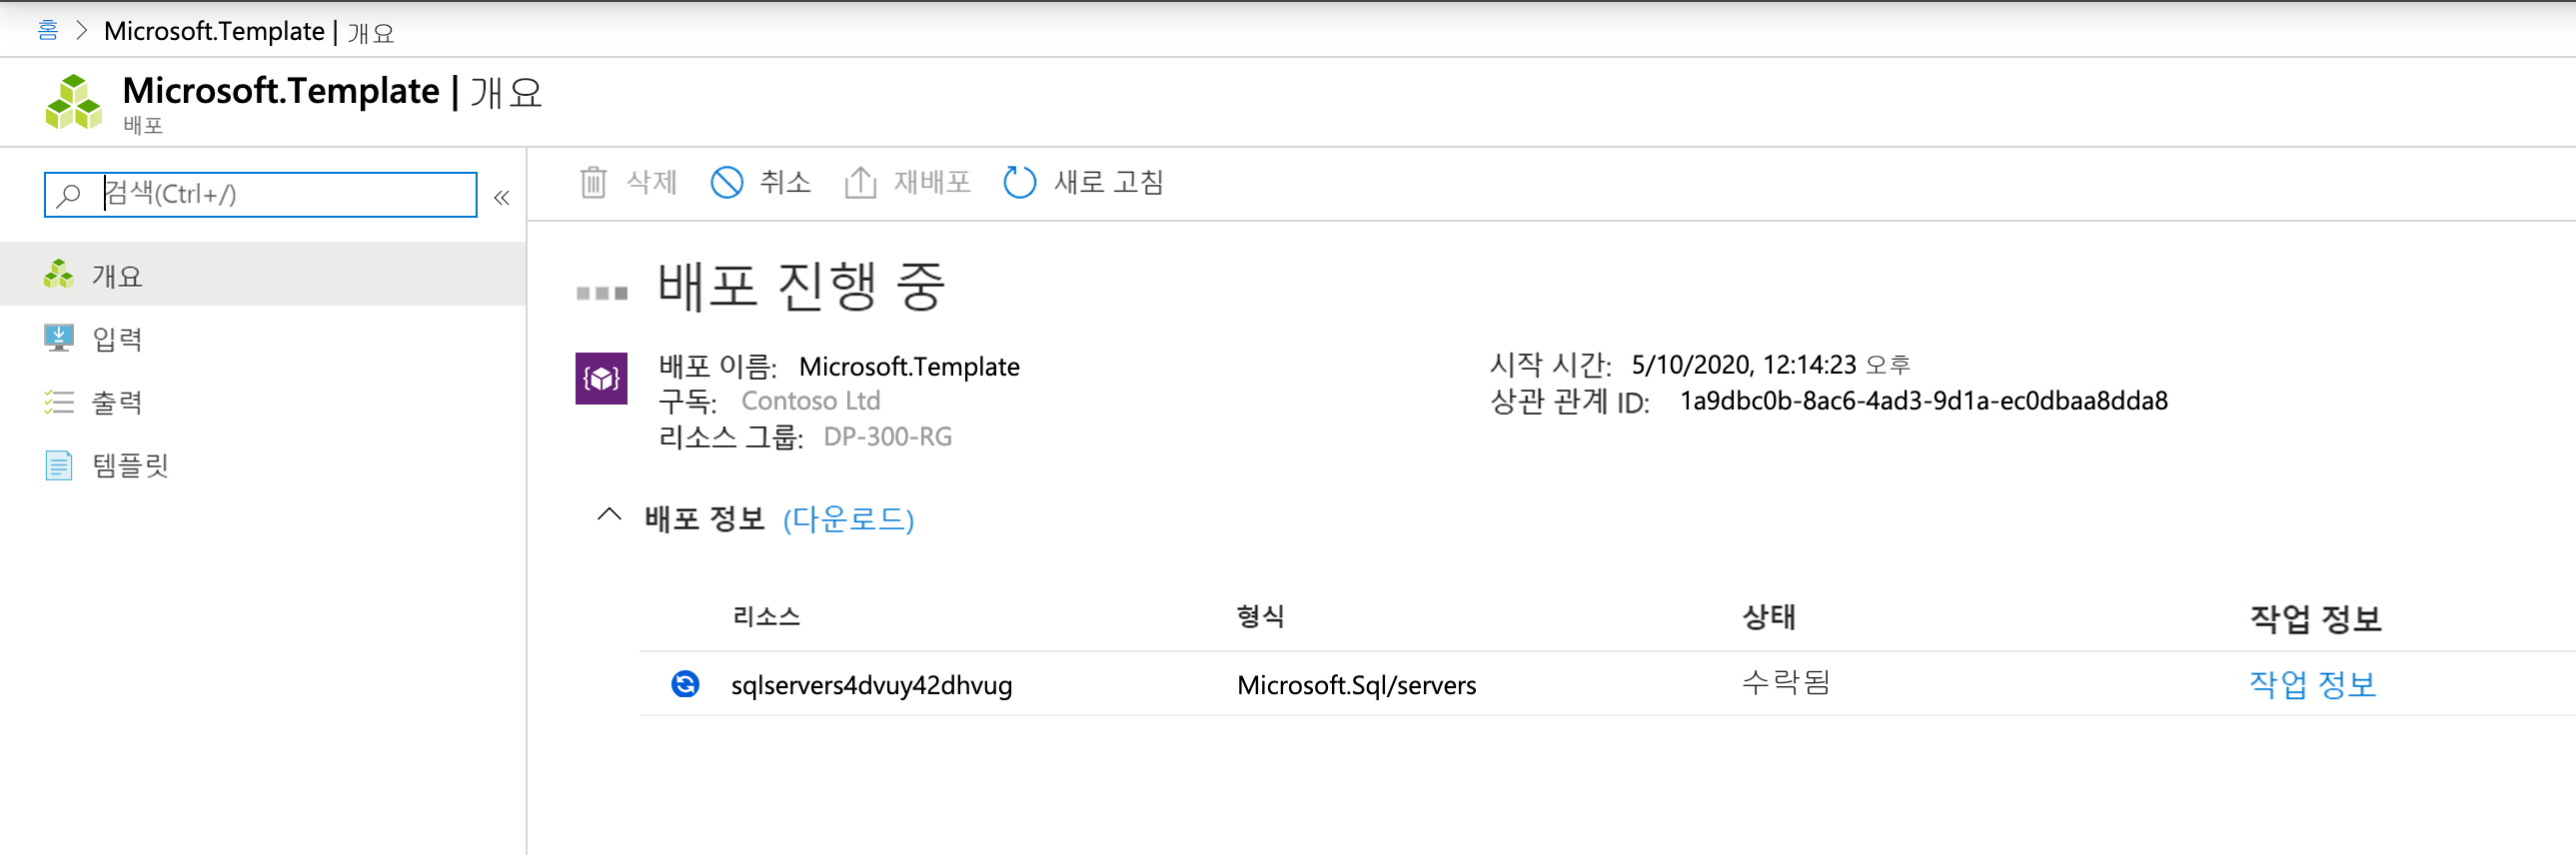 홈 > Microsoft.Template | 개요
Microsoft.Template | 개요
배포
검색(Ctrl+/)
«
개요
입력
출력
템플릿
삭제 취소 재배포 새로 고침
배포 진행 중
배포 이름: Microsoft.Template
구독: Contoso Ltd
리소스 그룹: DP-300-RG
시작 시간: 5/10/2020, 12:14:23 오후
상관 관계 ID: 1a9dbc0b-8ac6-4ad3-9d1a-ec0dbaa8dda8
배포 정보 (다운로드)
리소스 형식 상태 작업 정보
sqlservers4dvuy42dhvug Microsoft.Sql/servers 수락됨 작업 정보